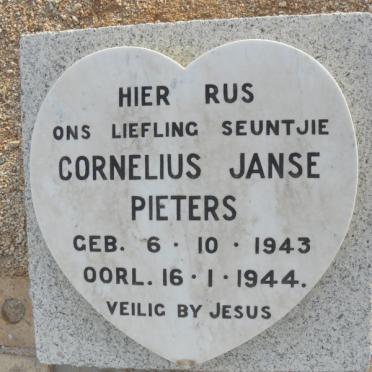 HIER RUS
ONS LIEFLING SEUNTJIE
CORNELIUS JANSE
PIETERS
GEB. 6 · 10 · 1943
OORL. 16 · 1 · 1944.
VEILIG BY JESUS